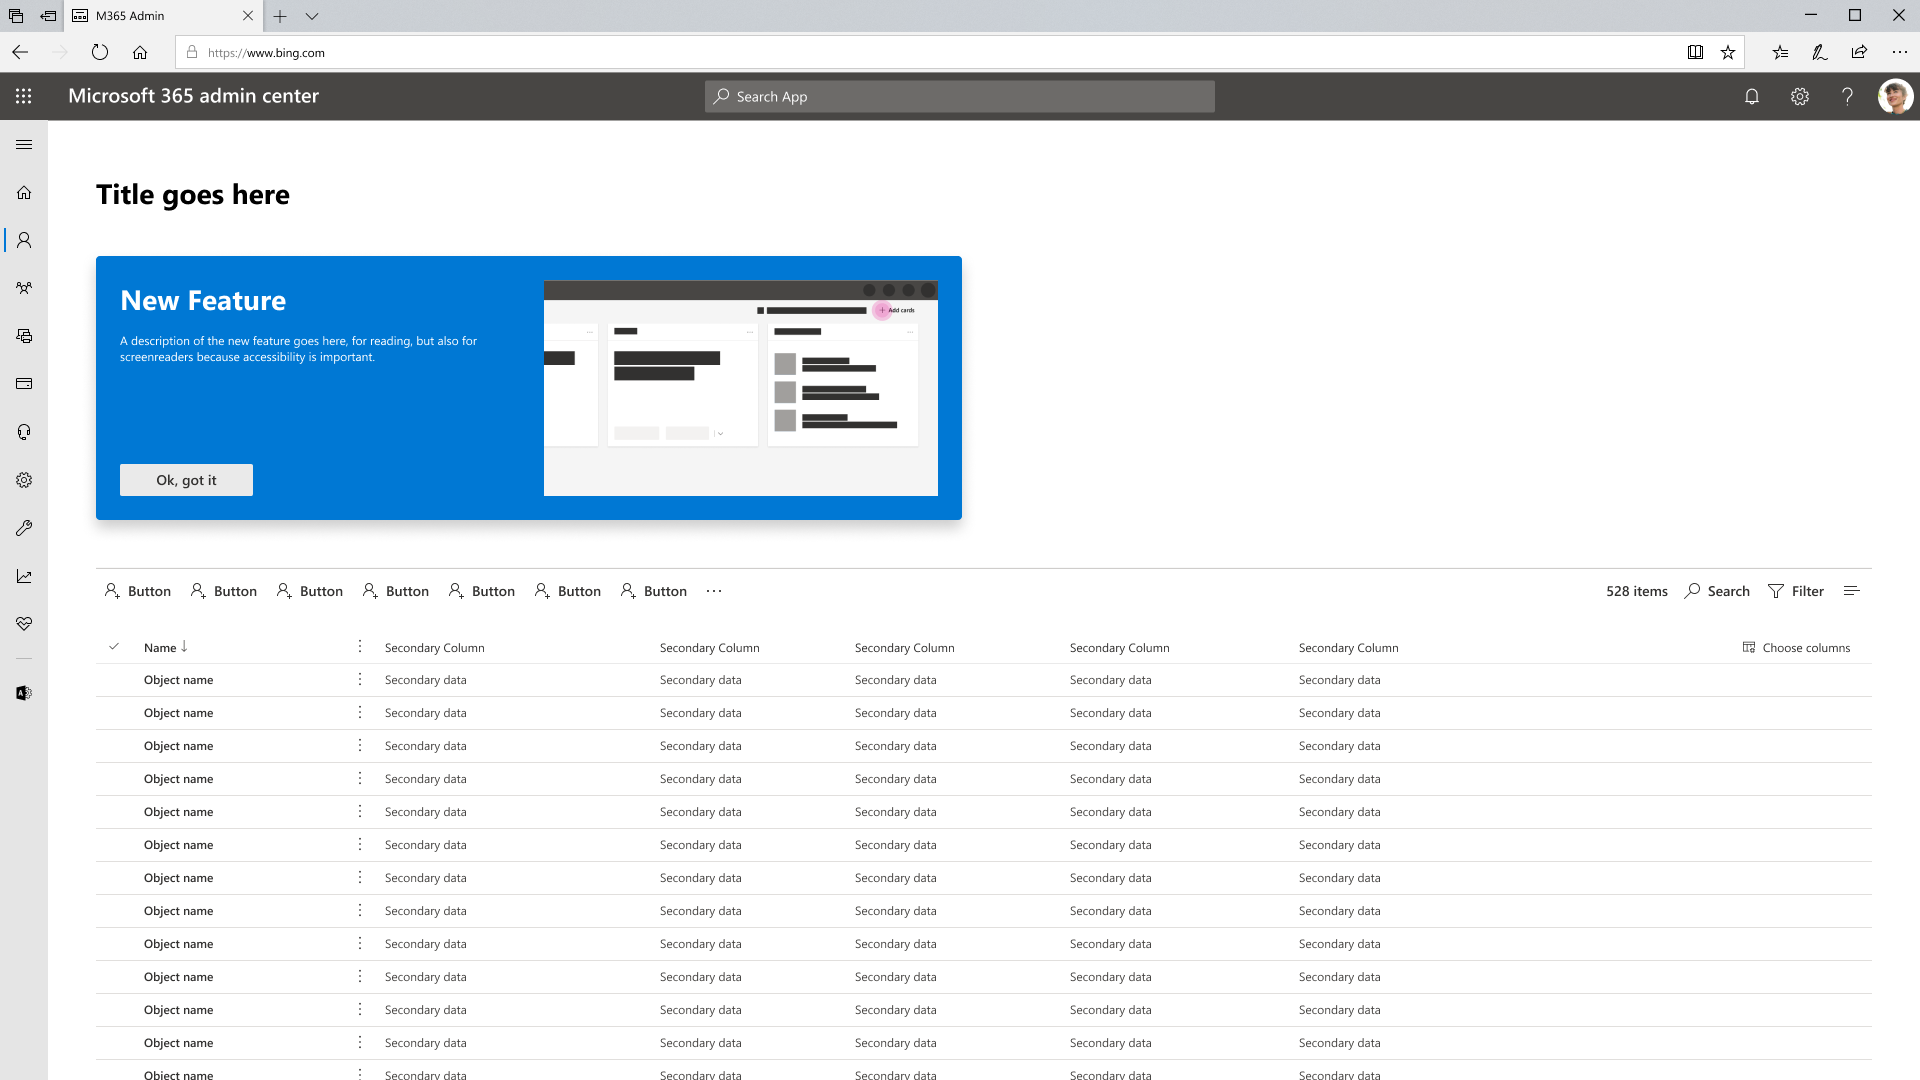 M365 Admin
https://www.bing.com
Microsoft 365 admin center
Search App
Title goes here
New Feature
A description of the new feature goes here, for reading, but also for
screenreaders because accessibility is important.
Ok, got it
Add cards
Button Button Button Button Button Button Button
528 items Search Filter
Name Secondary Column Secondary Column Secondary Column Secondary Column Secondary Column Choose columns
Object name Secondary data Secondary data Secondary data Secondary data Secondary data
Object name Secondary data Secondary data Secondary data Secondary data Secondary data
Object name Secondary data Secondary data Secondary data Secondary data Secondary data
Object name Secondary data Secondary data Secondary data Secondary data Secondary data
Object name Secondary data Secondary data Secondary data Secondary data Secondary data
Object name Secondary data Secondary data Secondary data Secondary data Secondary data
Object name Secondary data Secondary data Secondary data Secondary data Secondary data
Object name Secondary data Secondary data Secondary data Secondary data Secondary data
Object name Secondary data Secondary data Secondary data Secondary data Secondary data
Object name Secondary data Secondary data Secondary data Secondary data Secondary data
Object name Secondary data Secondary data Secondary data Secondary data Secondary data
Object name Secondary data Secondary data Secondary data Secondary data Secondary data
Object name Secondary data Secondary data Secondary data Secondary data Secondary data